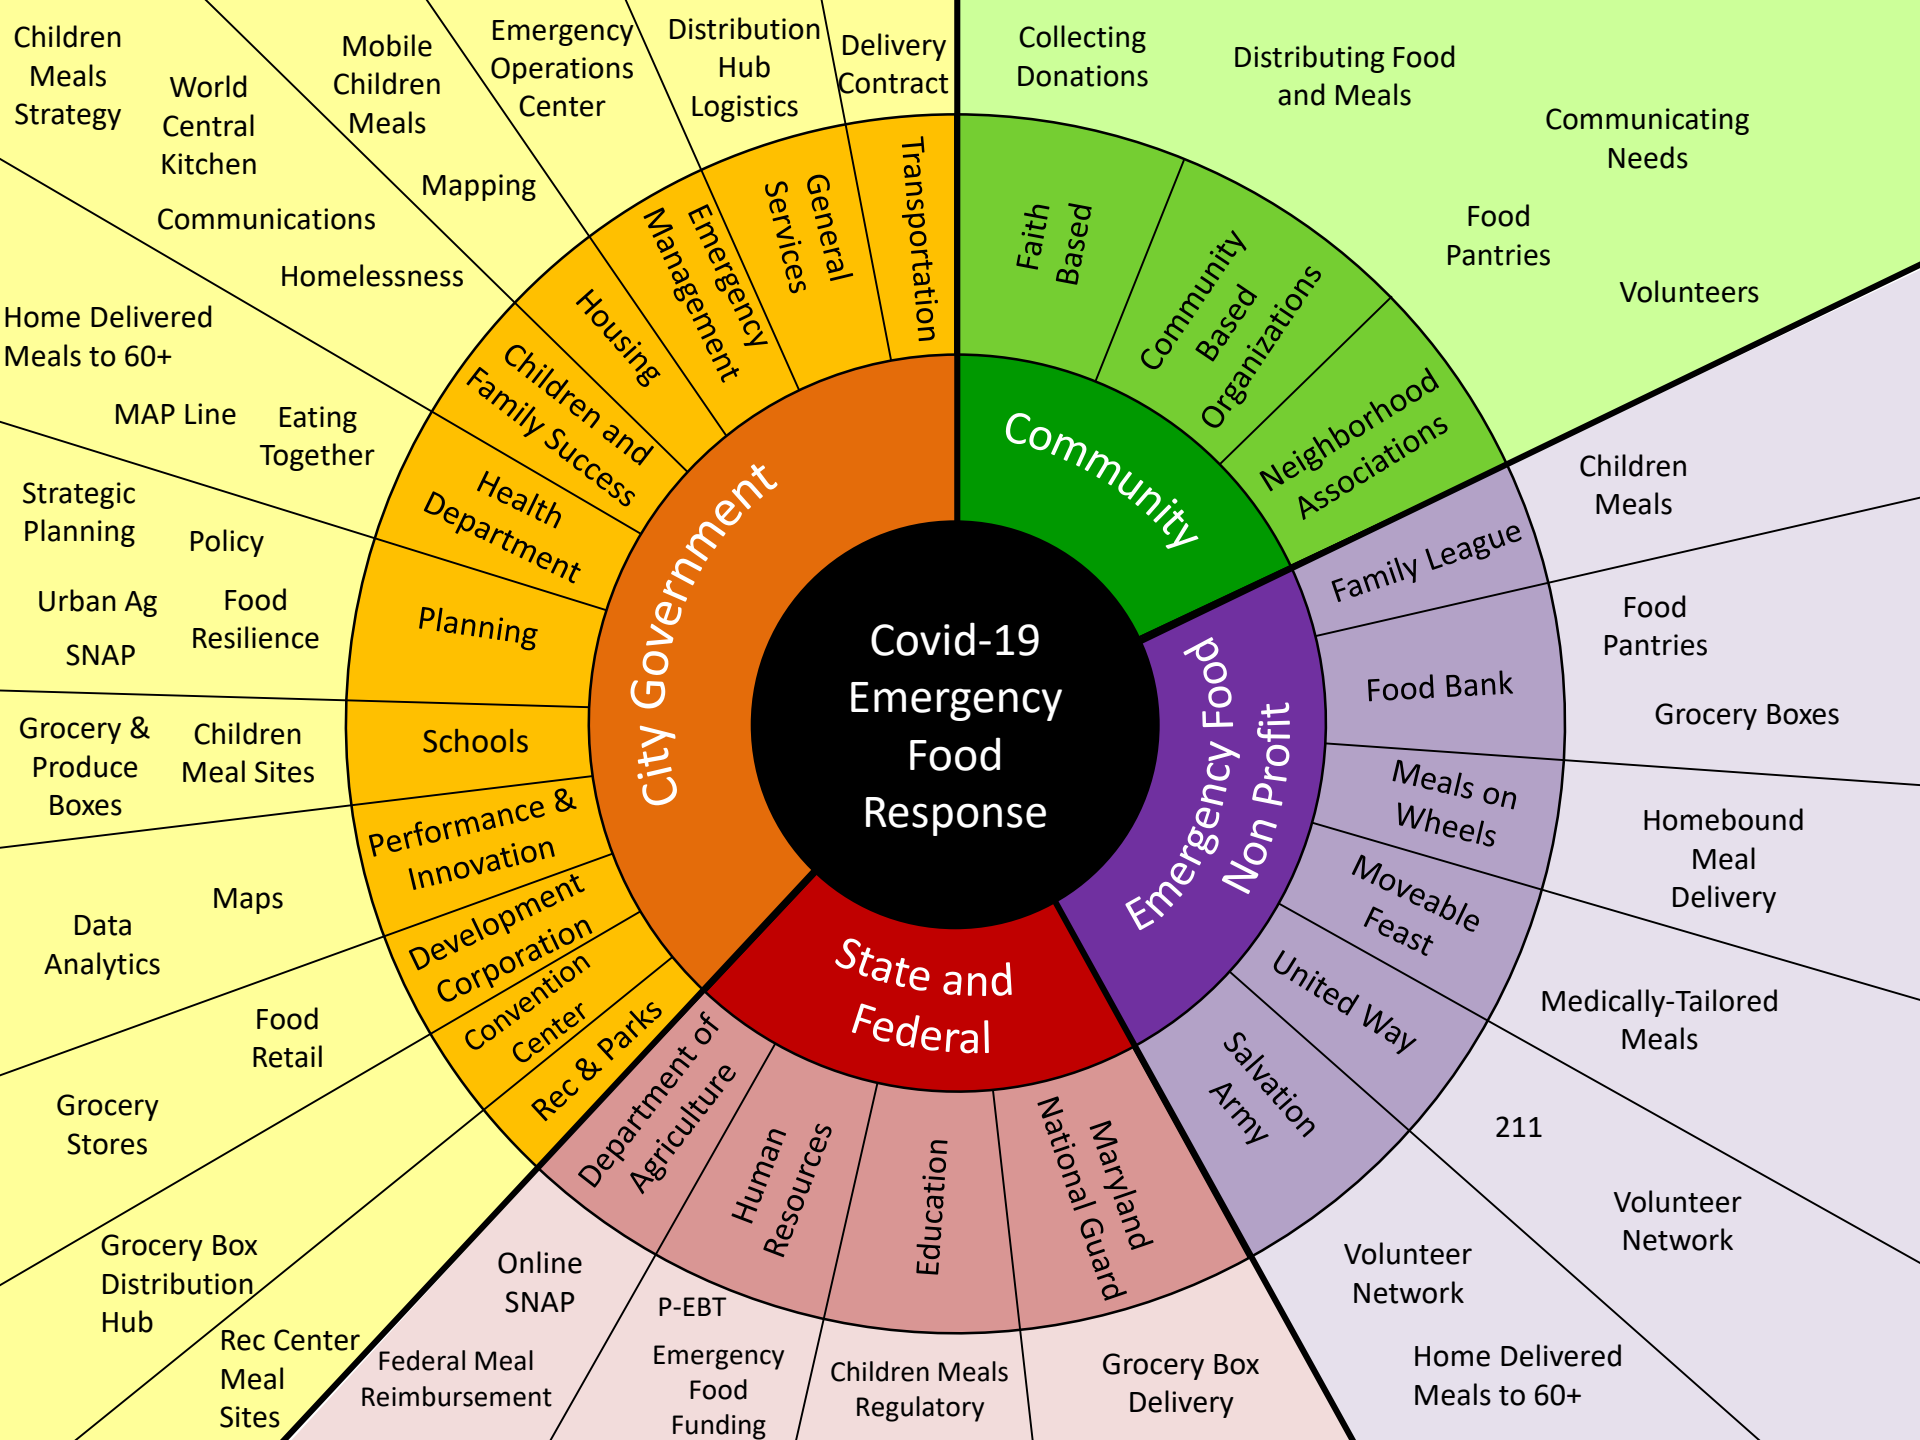 Covid-19
Emergency
Food
Response
Community
Faith
Based
Community
Based
Organizations
Neighborhood
Associations
Collecting
Donations
Distributing Food
and Meals
Communicating
Needs
Food
Pantries
Volunteers
Emergency Food
Non Profit
Family League
Children
Meals
Food Bank
Food
Pantries
Grocery Boxes
Meals on
Wheels
Homebound
Meal
Delivery
Moveable
Feast
Medically-Tailored
Meals
United Way
211
Volunteer
Network
Salvation
Army
Volunteer
Network
Home Delivered
Meals to 60+
State and
Federal
Maryland
National Guard
Grocery Box
Delivery
Education
Children Meals
Regulatory
Human
Resources
P-EBT
Emergency
Food
Funding
Department of
Agriculture
Online
SNAP
Federal Meal
Reimbursement
City Government
Rec & Parks
Rec Center
Meal
Sites
Convention
Center
Grocery Box
Distribution
Hub
Development
Corporation
Food
Retail
Grocery
Stores
Performance &
Innovation
Maps
Data
Analytics
Schools
Grocery &
Produce
Boxes
Children
Meal Sites
Planning
Strategic
Planning
Policy
Urban Ag
Food
Resilience
SNAP
Health
Department
Home Delivered
Meals to 60+
MAP Line
Eating
Together
Children and
Family Success
Children
Meals
Strategy
World
Central
Kitchen
Communications
Homelessness
Housing
Mobile
Children
Meals
Mapping
Emergency
Management
Emergency
Operations
Center
General
Services
Distribution
Hub
Logistics
Transportation
Delivery
Contract